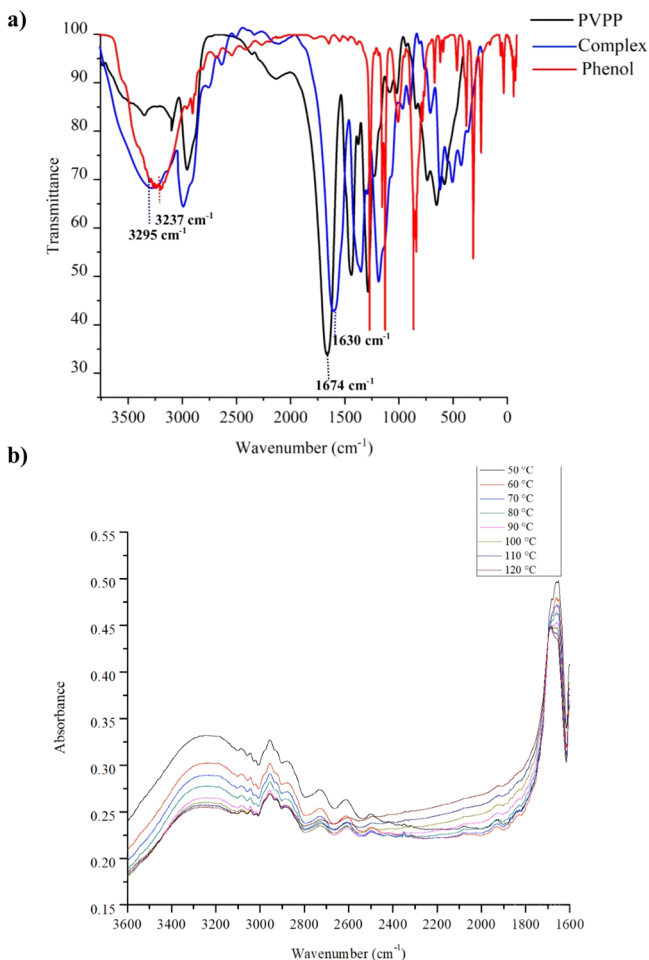 a)
PVPP
Complex
Phenol
100
90
80
70
60
50
40
30
Transmittance
3237 cm⁻¹
3295 cm⁻¹
1630 cm⁻¹
1674 cm⁻¹
3500 3000 2500 2000 1500 1000 500 0
Wavenumber (cm⁻¹)
b)
50 °C
60 °C
70 °C
80 °C
90 °C
100 °C
110 °C
120 °C
0.55
0.50
0.45
0.40
0.35
0.30
0.25
0.20
0.15
Absorbance
3600 3400 3200 3000 2800 2600 2400 2200 2000 1800 1600
Wavenumber (cm⁻¹)